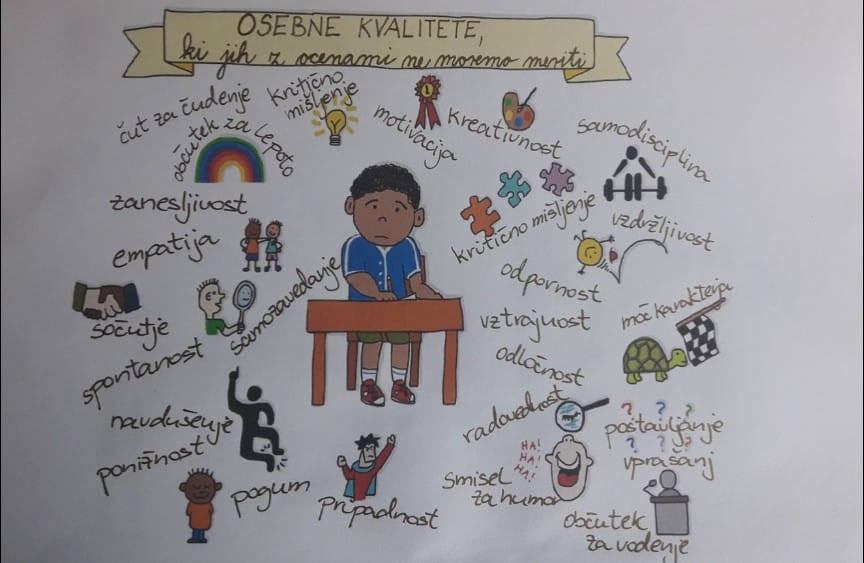 OSEBNE KVALITETE,
ki jih z ocenami ne moremo meriti
čut za čudenje
občutek za lepoto
kritično
mišljenje
motivacija
1
kreativnost
samodisciplina
zanesljivost
empatija
sočutje
samozavedanje
spontanost
navdušenje
ponižnost
pogum
pripadnost
kritično mišljenje
vzdržljivost
odpornost
vztrajnost
odločnost
moč karakterja
radovednost
? ? ?
postavljanje
? ? ?
vprašanj
HA!
HA!
HA!
smisel
za humor
občutek
za vodenje